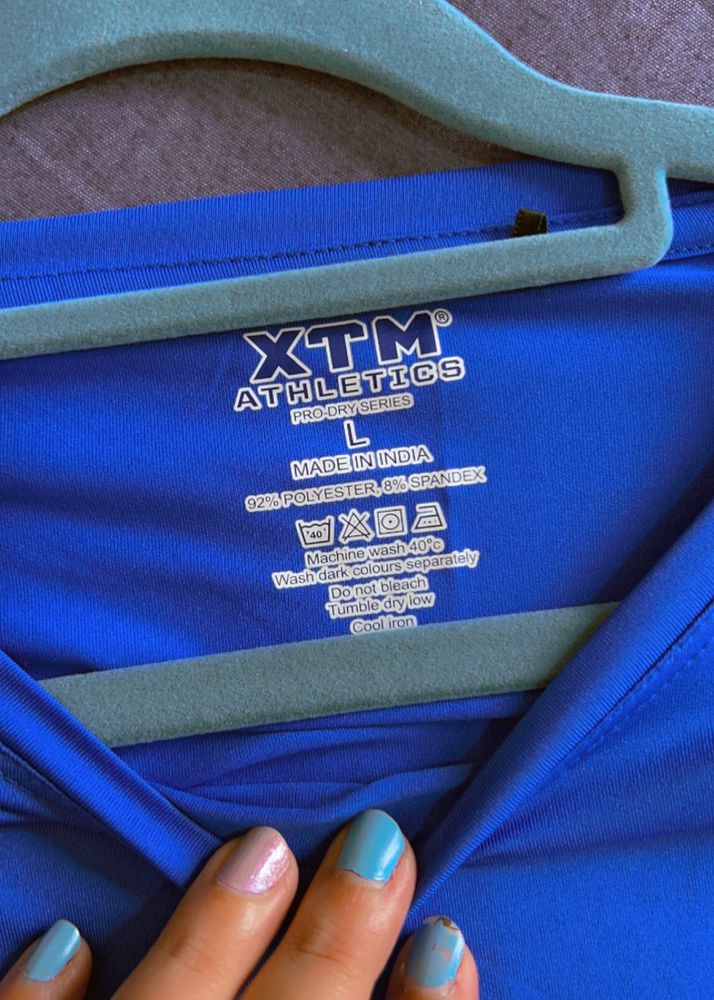 XTM®
ATHLETICS
PRO-DRY SERIES
L
MADE IN INDIA
92% POLYESTER, 8% SPANDEX
40
Machine wash 40°c
Wash dark colours separately
Do not bleach
Tumble dry low
Cool iron